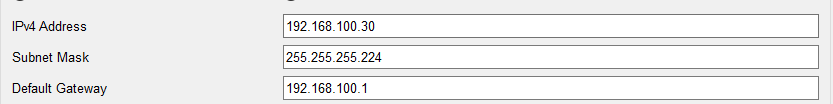 IPv4 Address 192.168.100.30
Subnet Mask 255.255.255.224
Default Gateway 192.168.100.1